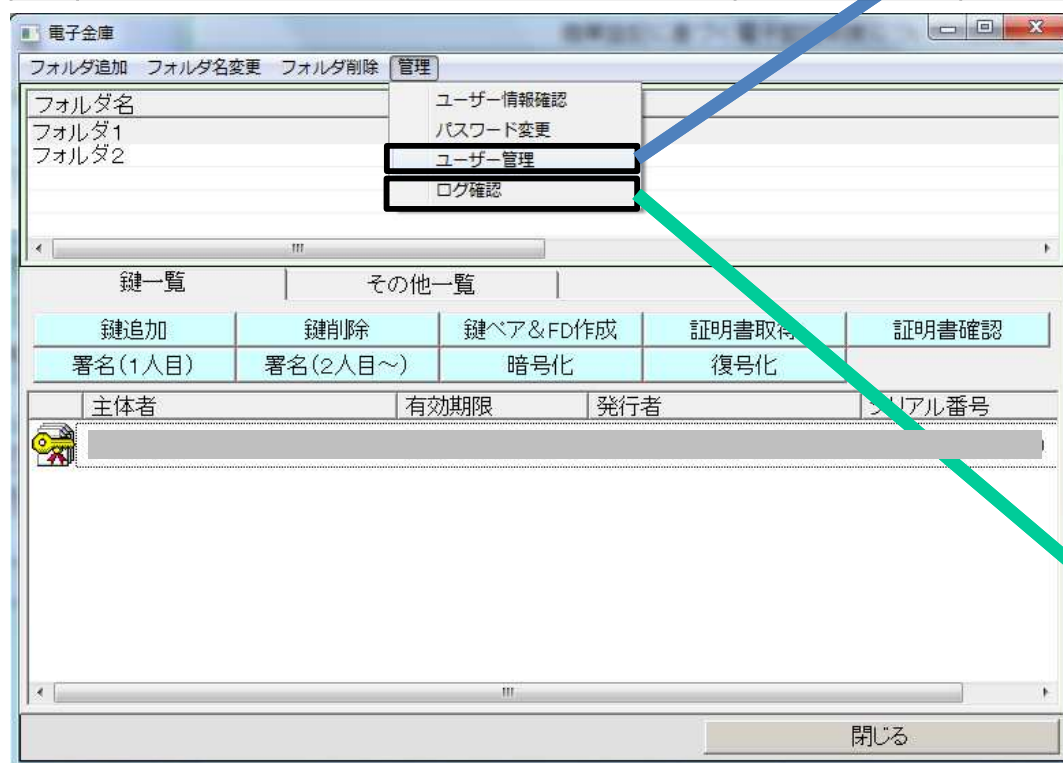 電子金庫
フォルダ追加 フォルダ名変更 フォルダ削除 管理
フォルダ名
フォルダ1
フォルダ2
ユーザー情報確認
パスワード変更
ユーザー管理
ログ確認
鍵一覧 その他一覧
鍵追加 鍵削除 鍵ペア&FD作成 証明書取得 証明書確認
署名(1人目) 署名(2人目～) 暗号化 復号化
主体者 有効期限 発行者 シリアル番号
閉じる